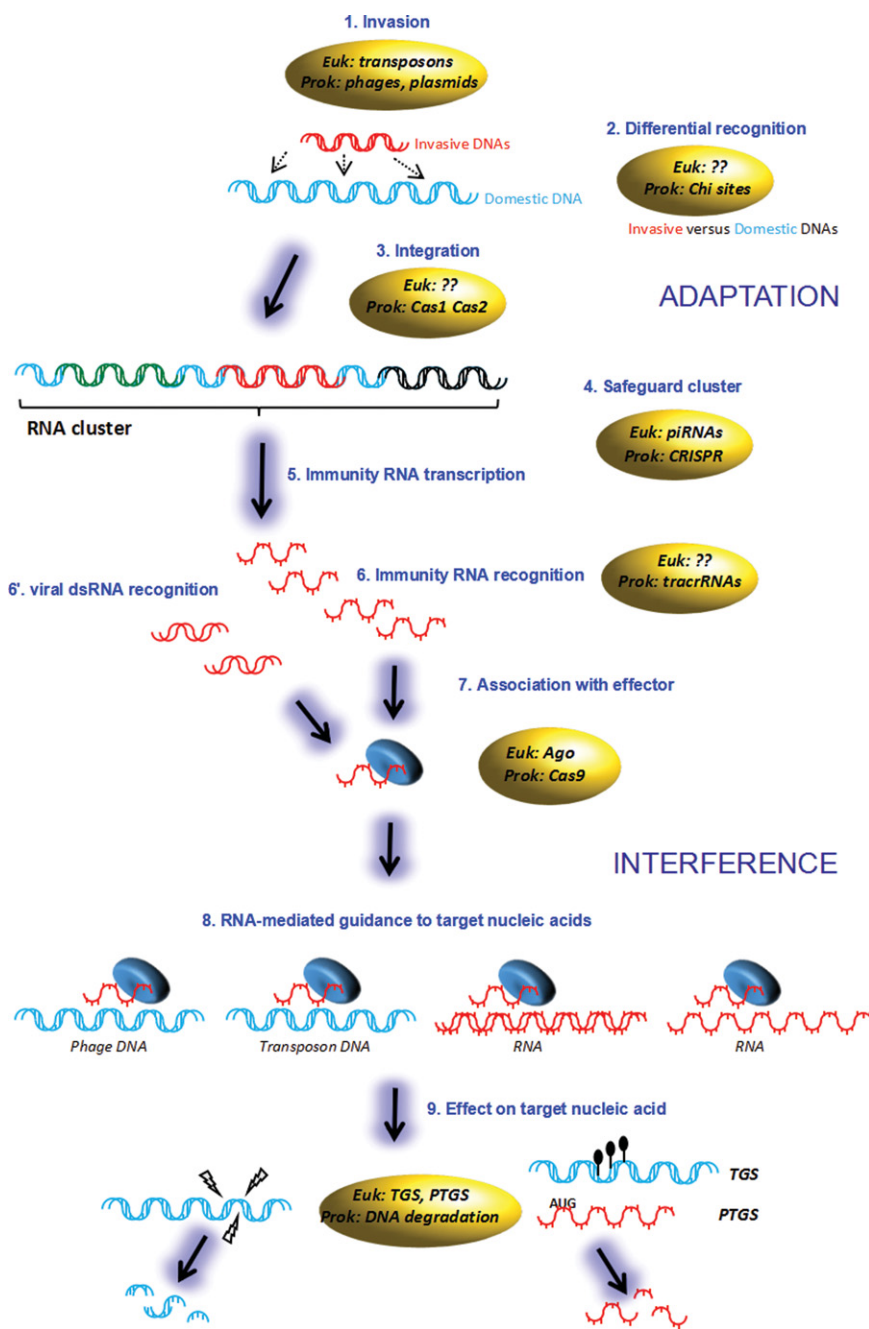 1. Invasion
Euk: transposons
Prok: phages, plasmids
Invasive DNAs
Domestic DNA
2. Differential recognition
Euk: ??
Prok: Chi sites
Invasive versus Domestic DNAs
3. Integration
Euk: ??
Prok: Cas1 Cas2
ADAPTATION
RNA cluster
4. Safeguard cluster
Euk: piRNAs
Prok: CRISPR
5. Immunity RNA transcription
6'. viral dsRNA recognition
6. Immunity RNA recognition
Euk: ??
Prok: tracrRNAs
7. Association with effector
Euk: Ago
Prok: Cas9
INTERFERENCE
8. RNA-mediated guidance to target nucleic acids
Phage DNA
Transposon DNA
RNA
RNA
9. Effect on target nucleic acid
Euk: TGS, PTGS
Prok: DNA degradation
TGS
AUG
PTGS